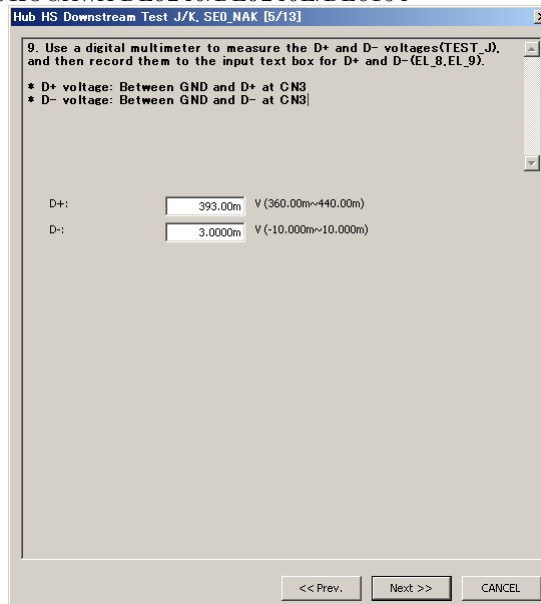 Hub HS Downstream Test J/K, SE0_NAK [5/13]
9. Use a digital multimeter to measure the D+ and D- voltages(TEST_J),
and then record them to the input text box for D+ and D-(EL_8,EL_9).
* D+ voltage: Between GND and D+ at CN3
* D- voltage: Between GND and D- at CN3
D+: 393.00m V (360.00m~440.00m)
D-: 3.0000m V (-10.000m~10.000m)
<< Prev. Next >> CANCEL